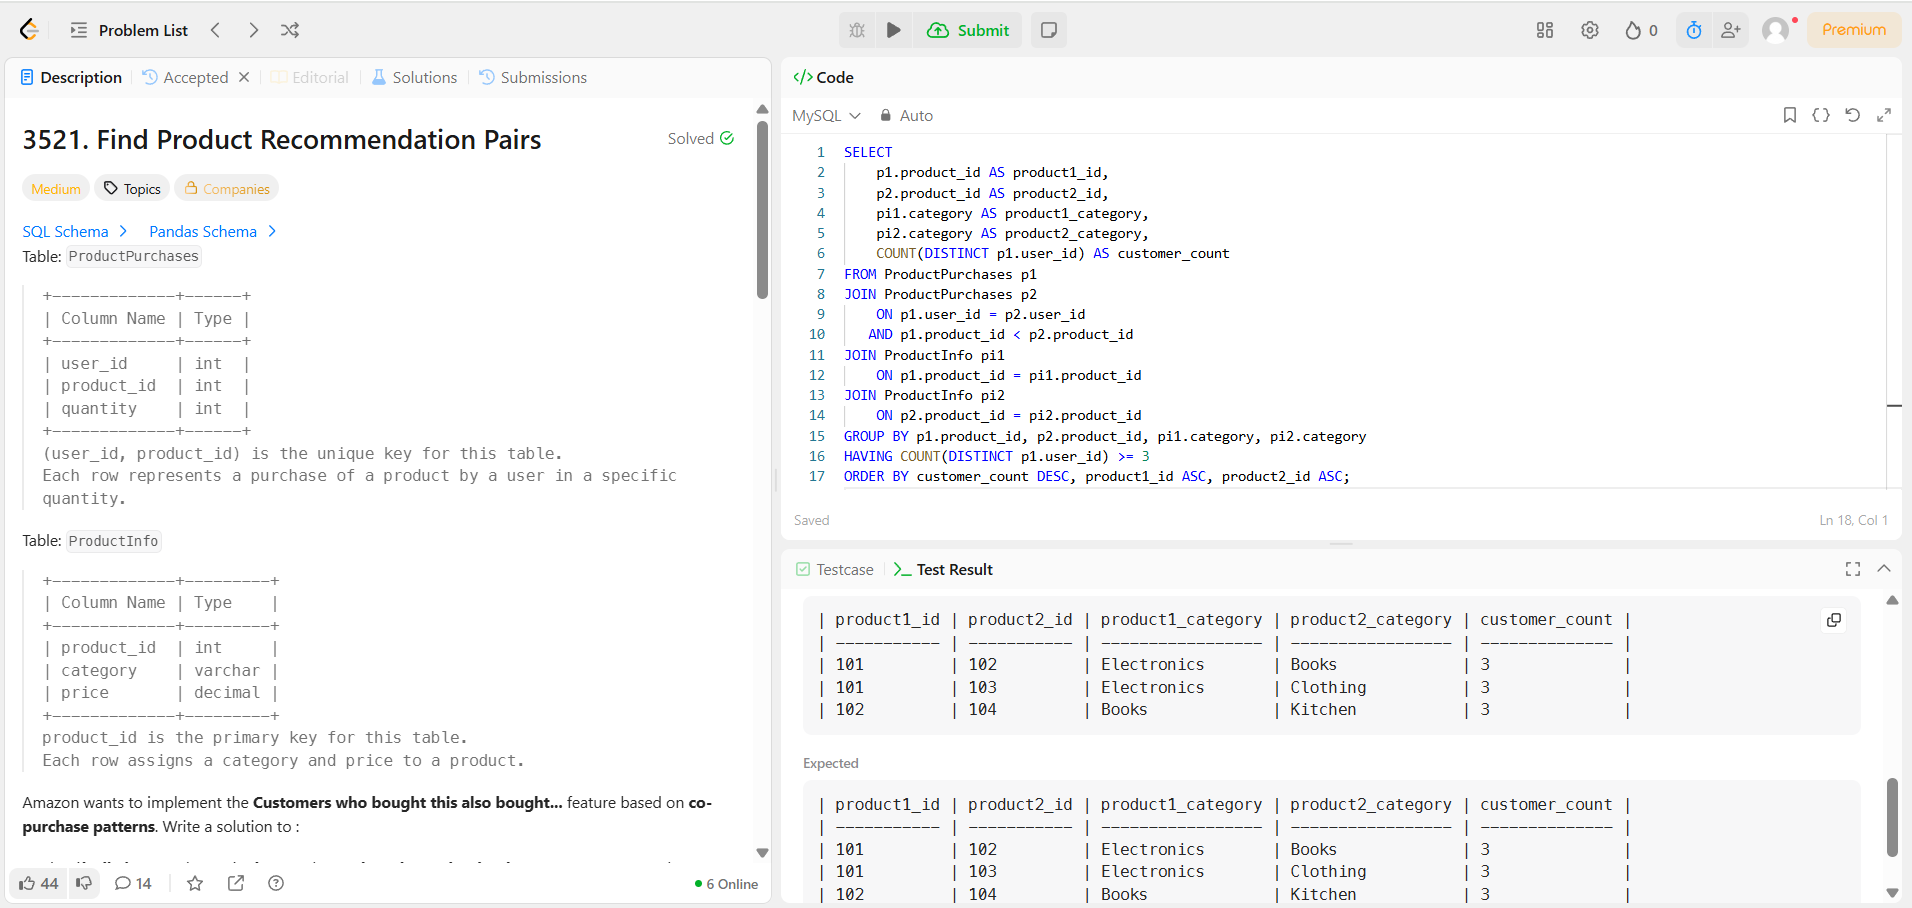 Problem List
Submit
0
Premium
Description
Accepted
Editorial
Solutions
Submissions
3521. Find Product Recommendation Pairs
Solved
Medium
Topics
Companies
SQL Schema
Pandas Schema
Table: ProductPurchases
+-------------+------+
| Column Name | Type |
+-------------+------+
| user_id     | int  |
| product_id  | int  |
| quantity    | int  |
+-------------+------+
(user_id, product_id) is the unique key for this table.
Each row represents a purchase of a product by a user in a specific
quantity.
Table: ProductInfo
+-------------+---------+
| Column Name | Type    |
+-------------+---------+
| product_id  | int     |
| category    | varchar |
| price       | decimal |
+-------------+---------+
product_id is the primary key for this table.
Each row assigns a category and price to a product.
Amazon wants to implement the Customers who bought this also bought... feature based on co-
purchase patterns. Write a solution to :
44
14
6 Online
Code
MySQL
Auto
1 SELECT
2     p1.product_id AS product1_id,
3     p2.product_id AS product2_id,
4     pi1.category AS product1_category,
5     pi2.category AS product2_category,
6     COUNT(DISTINCT p1.user_id) AS customer_count
7 FROM ProductPurchases p1
8 JOIN ProductPurchases p2
9     ON p1.user_id = p2.user_id
10    AND p1.product_id < p2.product_id
11 JOIN ProductInfo pi1
12     ON p1.product_id = pi1.product_id
13 JOIN ProductInfo pi2
14     ON p2.product_id = pi2.product_id
15 GROUP BY p1.product_id, p2.product_id, pi1.category, pi2.category
16 HAVING COUNT(DISTINCT p1.user_id) >= 3
17 ORDER BY customer_count DESC, product1_id ASC, product2_id ASC;
Saved
Ln 18, Col 1
Testcase
Test Result
| product1_id | product2_id | product1_category | product2_category | customer_count |
| ----------- | ----------- | ----------------- | ----------------- | -------------- |
| 101         | 102         | Electronics       | Books             | 3              |
| 101         | 103         | Electronics       | Clothing          | 3              |
| 102         | 104         | Books             | Kitchen           | 3              |
Expected
| product1_id | product2_id | product1_category | product2_category | customer_count |
| ----------- | ----------- | ----------------- | ----------------- | -------------- |
| 101         | 102         | Electronics       | Books             | 3              |
| 101         | 103         | Electronics       | Clothing          | 3              |
| 102         | 104         | Books             | Kitchen           | 3              |